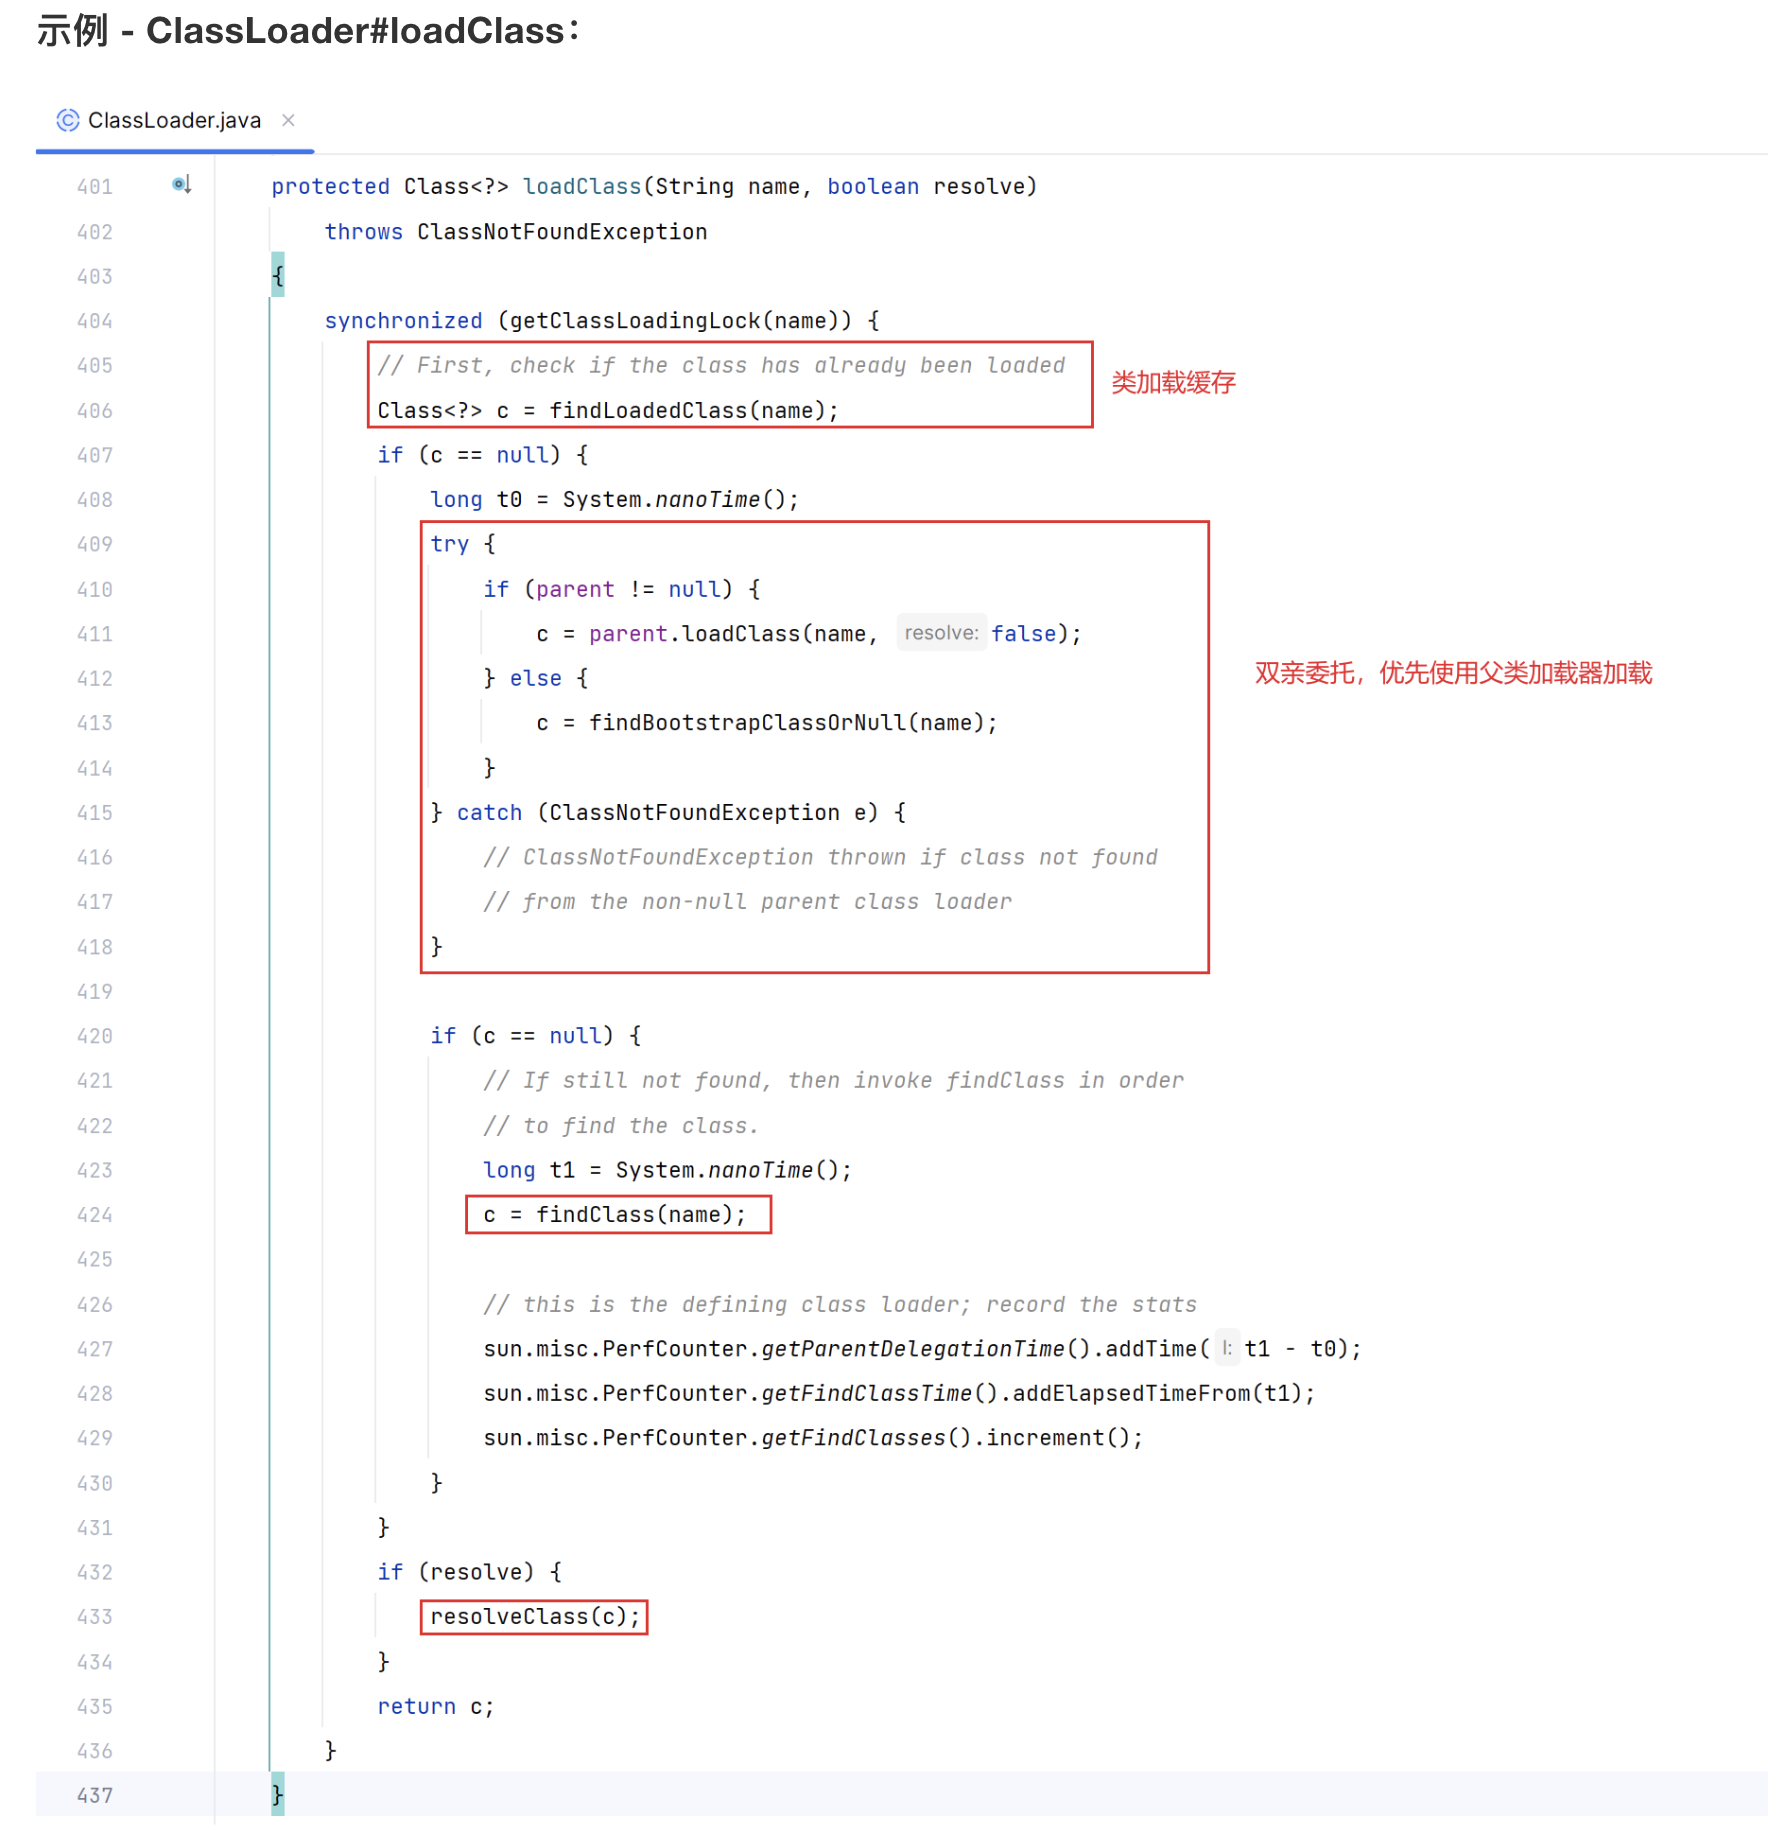 示例 - ClassLoader#loadClass：
ClassLoader.java
401 protected Class<?> loadClass(String name, boolean resolve)
402 throws ClassNotFoundException
403 {
404 synchronized (getClassLoadingLock(name)) {
405 // First, check if the class has already been loaded
类加载缓存
406 Class<?> c = findLoadedClass(name);
407 if (c == null) {
408 long t0 = System.nanoTime();
409 try {
410 if (parent != null) {
411 c = parent.loadClass(name, resolve: false);
412 } else {
双亲委托，优先使用父类加载器加载
413 c = findBootstrapClassOrNull(name);
414 }
415 } catch (ClassNotFoundException e) {
416 // ClassNotFoundException thrown if class not found
417 // from the non-null parent class loader
418 }
419
420 if (c == null) {
421 // If still not found, then invoke findClass in order
422 // to find the class.
423 long t1 = System.nanoTime();
424 c = findClass(name);
425
426 // this is the defining class loader; record the stats
427 sun.misc.PerfCounter.getParentDelegationTime().addTime( l: t1 - t0);
428 sun.misc.PerfCounter.getFindClassTime().addElapsedTimeFrom(t1);
429 sun.misc.PerfCounter.getFindClasses().increment();
430 }
431 }
432 if (resolve) {
433 resolveClass(c);
434 }
435 return c;
436 }
437 }